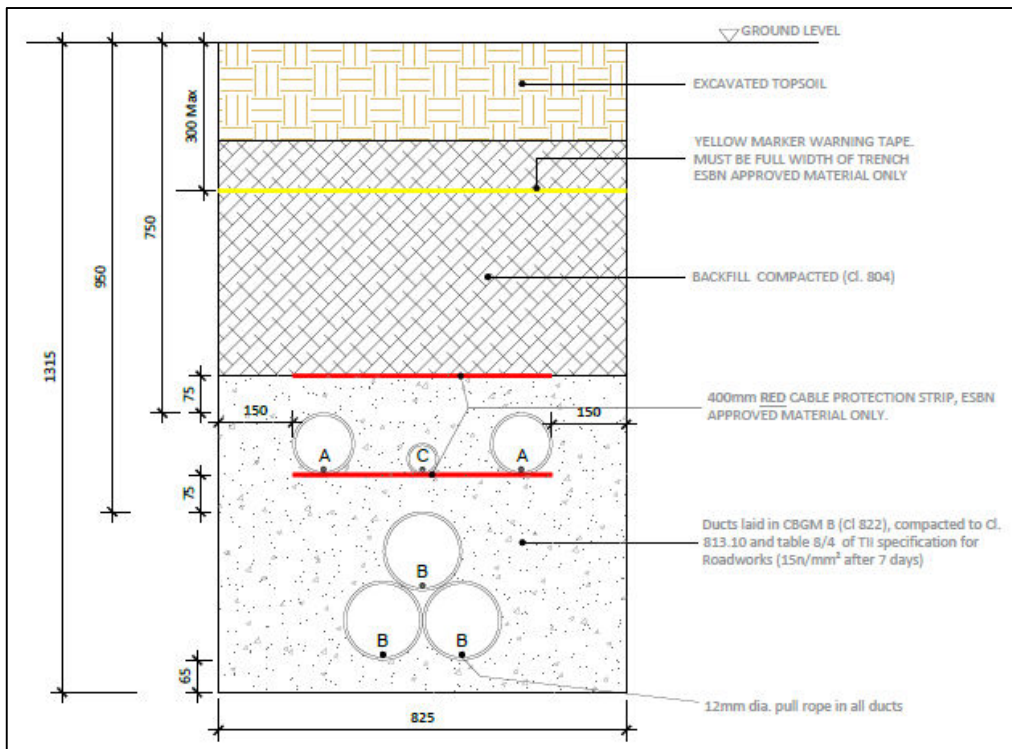 GROUND LEVEL
EXCAVATED TOPSOIL
300 Max
YELLOW MARKER WARNING TAPE.
MUST BE FULL WIDTH OF TRENCH
ESBN APPROVED MATERIAL ONLY
750
950
BACKFILL COMPACTED (Cl. 804)
1315
75
150
150
400mm RED CABLE PROTECTION STRIP, ESBN
APPROVED MATERIAL ONLY.
A
C
A
75
Ducts laid in CBGM B (Cl 822), compacted to Cl.
813.10 and table 8/4 of TII specification for
Roadworks (15n/mm² after 7 days)
B
B
B
65
12mm dia. pull rope in all ducts
825